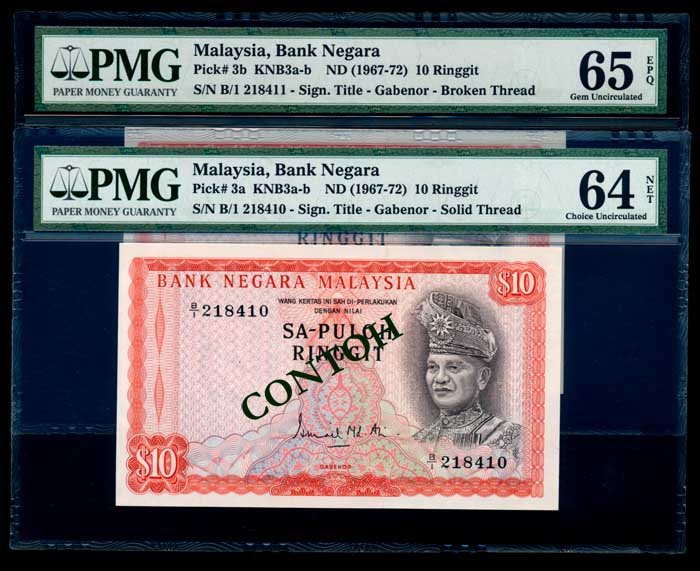 PMG
PAPER MONEY GUARANTY
Malaysia, Bank Negara
Pick# 3b KNB3a-b ND (1967-72) 10 Ringgit
S/N B/1 218411 - Sign. Title - Gabenor - Broken Thread
65 EPQ
Gem Uncirculated
PMG
PAPER MONEY GUARANTY
Malaysia, Bank Negara
Pick# 3a KNB3a-b ND (1967-72) 10 Ringgit
S/N B/1 218410 - Sign. Title - Gabenor - Solid Thread
64 NET
Choice Uncirculated
RINGGIT
BANK NEGARA MALAYSIA
$10
B/1 218410
WANG KERTAS INI SAH DI-PERLAKUKAN
DENGAN NILAI
SA-PULOH
RINGGIT
CONTOH
Ismail Md. Ali
GABENOR
$10
B/1 218410